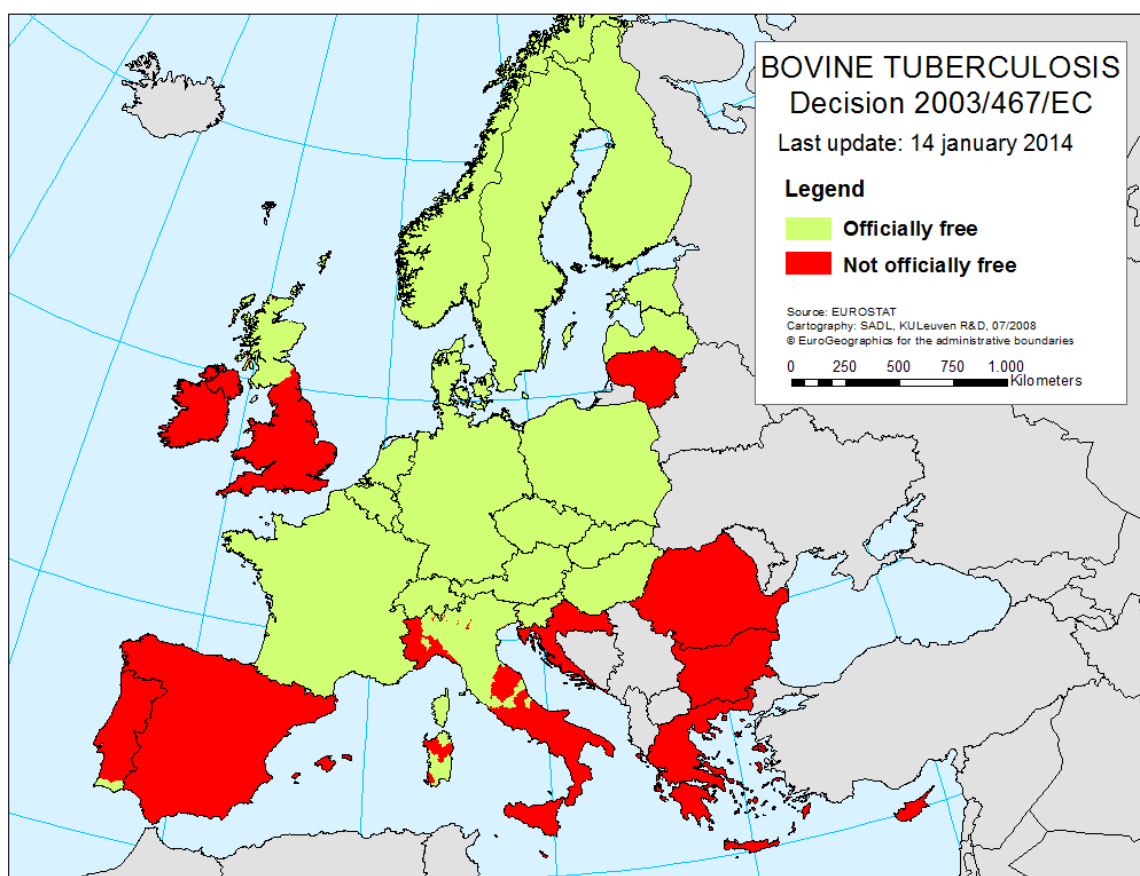 BOVINE TUBERCULOSIS
Decision 2003/467/EC
Last update: 14 january 2014
Legend
Officially free
Not officially free
Source: EUROSTAT
Cartography: SADL, KULeuven R&D, 07/2008
© EuroGeographics for the administrative boundaries
0 250 500 750 1.000
Kilometers